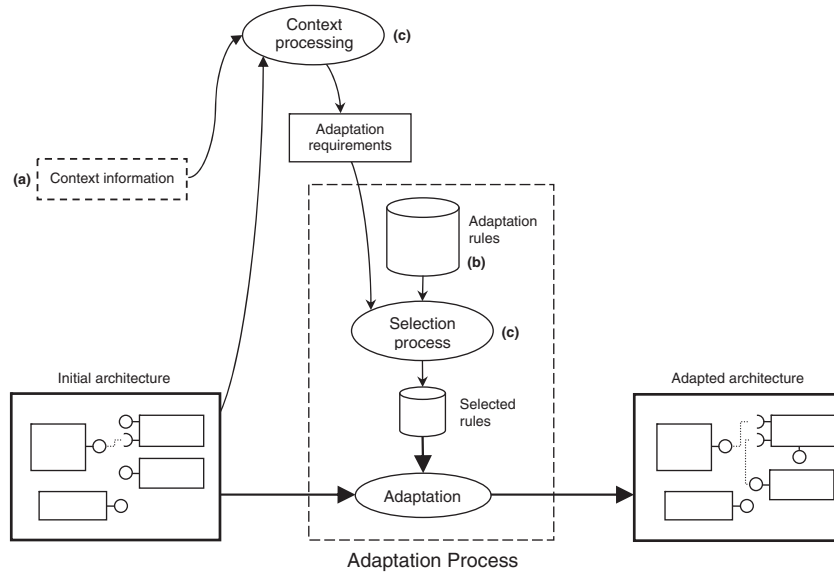 Context
processing
(c)
Adaptation
requirements
(a)
Context information
Adaptation
rules
(b)
Selection
process
(c)
Initial architecture
Selected
rules
Adapted architecture
Adaptation
Adaptation Process